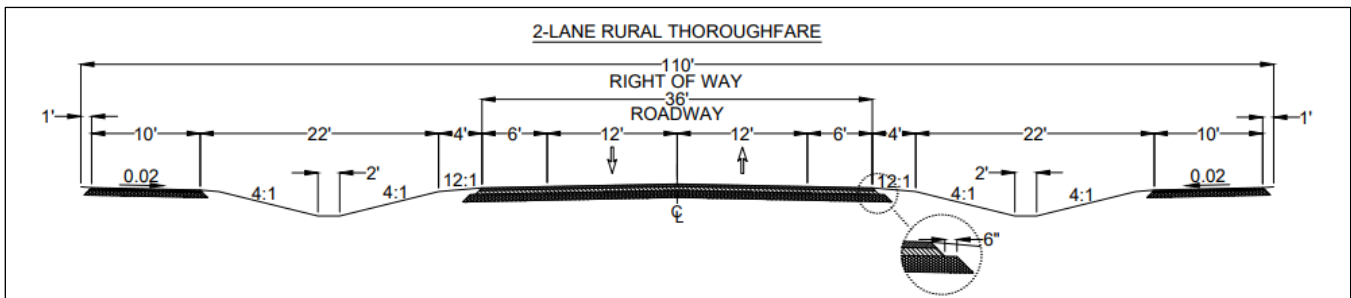 2-LANE RURAL THOROUGHFARE
110'
RIGHT OF WAY
36'
ROADWAY
1' 10' 22' 4' 6' 12' 12' 6' 4' 22' 10' 1'
0.02 4:1 2' 4:1 12:1 12:1 4:1 2' 4:1 0.02
CL
6"